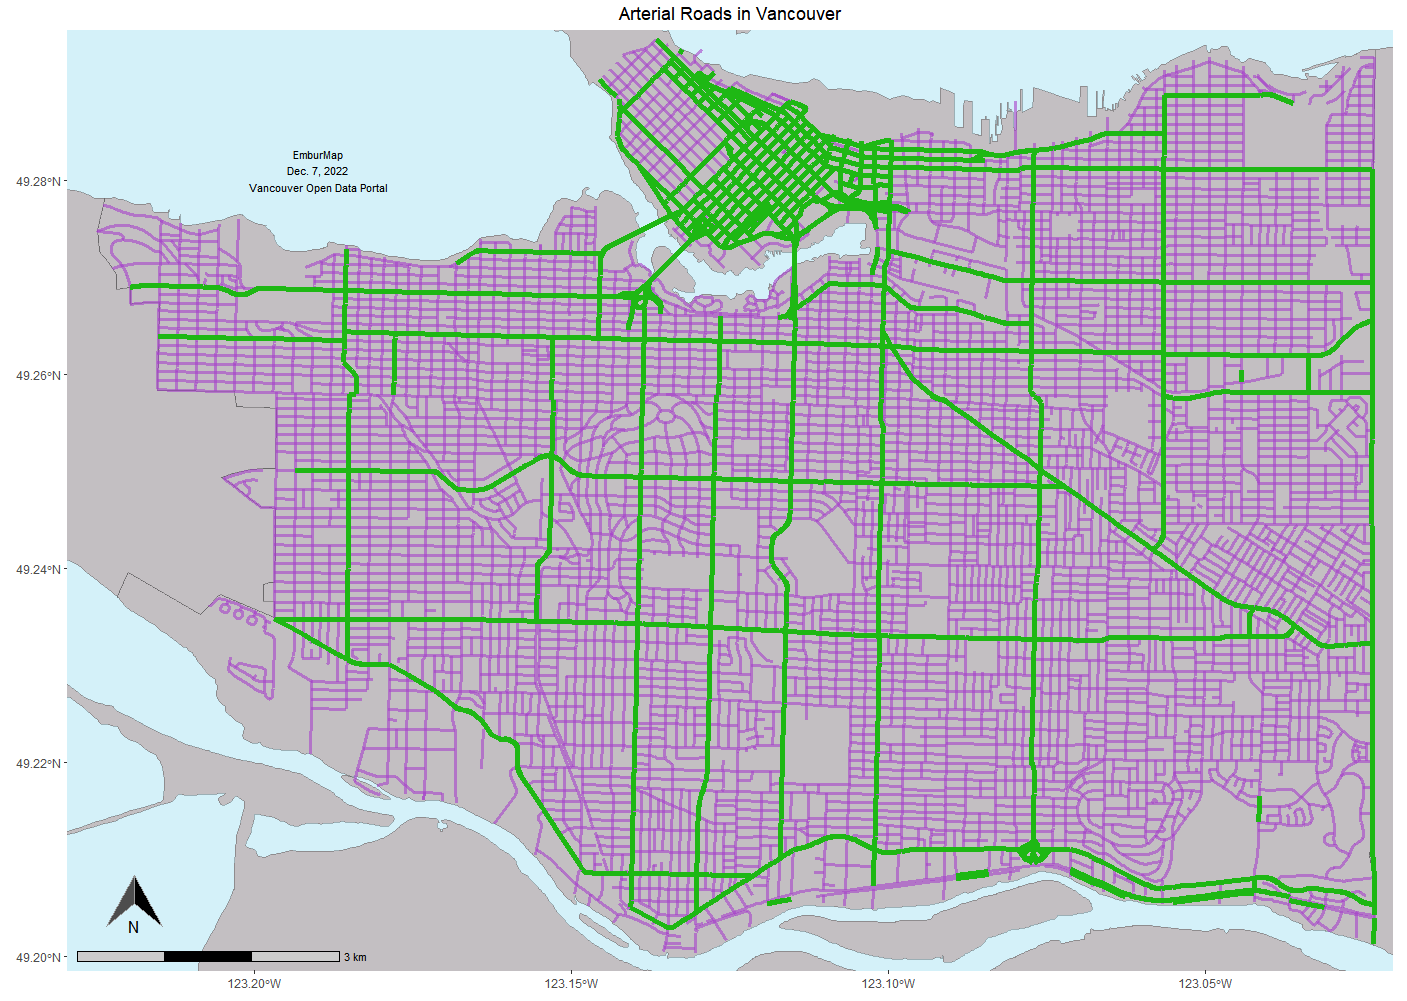 Arterial Roads in Vancouver
EmburMap
Dec. 7, 2022
Vancouver Open Data Portal
49.28°N
49.26°N
49.24°N
49.22°N
49.20°N
N
3 km
123.20°W
123.15°W
123.10°W
123.05°W